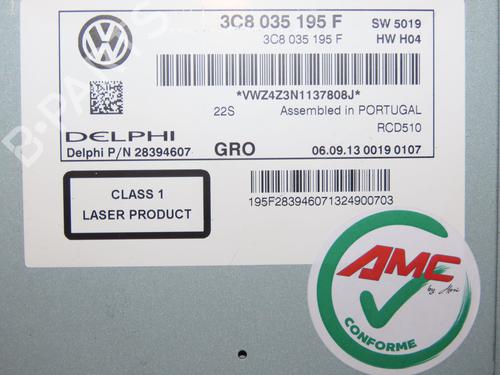 3C8 035 195 F SW 5019
3C8 035 195 F HW H04
*VWZ4Z3N1137808J*
22S Assembled in PORTUGAL
DELPHI RCD510
Delphi P/N 28394607 GRO 06.09.13 0019 0107
CLASS 1
LASER PRODUCT
195F283946071324900703
AMC
by
CONFORME
B-PARTS